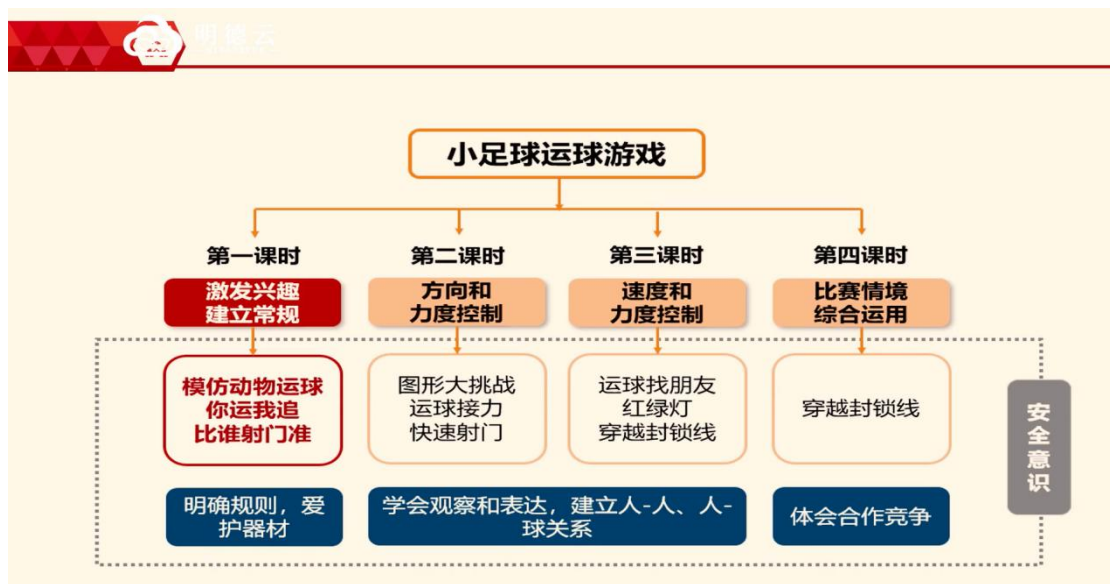 明德云
小足球运球游戏
第一课时
第二课时
第三课时
第四课时
激发兴趣
建立常规
方向和
力度控制
速度和
力度控制
比赛情境
综合运用
模仿动物运球
你运我追
比谁射门准
图形大挑战
运球接力
快速射门
运球找朋友
红绿灯
穿越封锁线
穿越封锁线
安全意识
明确规则，爱
护器材
学会观察和表达，建立人-人、人-
球关系
体会合作竞争